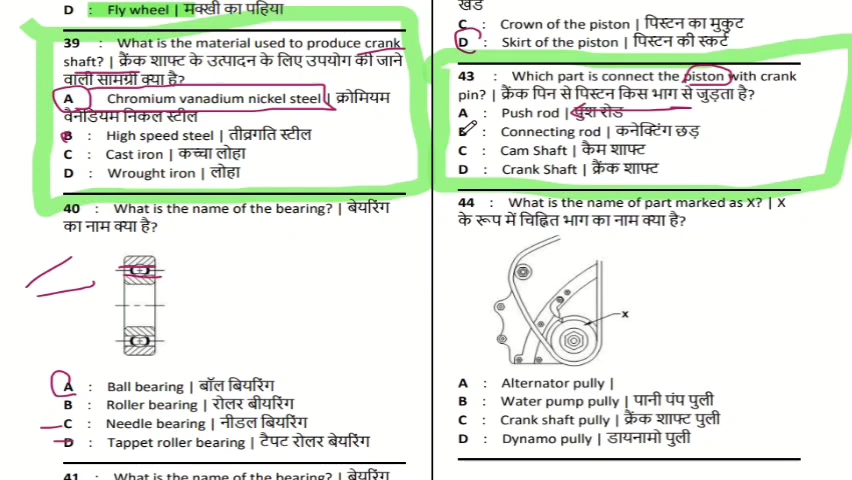 D : Fly wheel | मक्खी का पहिया
39 : What is the material used to produce crank
shaft? | क्रैंक शाफ्ट के उत्पादन के लिए उपयोग की जाने
वाली सामग्री क्या है?
A : Chromium vanadium nickel steel | क्रोमियम
वैनेडियम निकल स्टील
B : High speed steel | तीव्रगति स्टील
C : Cast iron | कच्चा लोहा
D : Wrought iron | लोहा
40 : What is the name of the bearing? | बेयरिंग
का नाम क्या है?
A : Ball bearing | बॉल बियरिंग
B : Roller bearing | रोलर बीयरिंग
C : Needle bearing | नीडल बियरिंग
D : Tappet roller bearing | टैपट रोलर बेयरिंग
41 : What is the name of the bearing? | बेयरिंग
खंड
C : Crown of the piston | पिस्टन का मुकुट
D : Skirt of the piston | पिस्टन की स्कर्ट
43 : Which part is connect the piston with crank
pin? | क्रैंक पिन से पिस्टन किस भाग से जुड़ता है?
A : Push rod | पुश रोड
B : Connecting rod | कनेक्टिंग छड़
C : Cam Shaft | कैम शाफ्ट
D : Crank Shaft | क्रैंक शाफ्ट
44 : What is the name of part marked as X? | X
के रूप में चिह्नित भाग का नाम क्या है?
X
A : Alternator pully |
B : Water pump pully | पानी पंप पुली
C : Crank shaft pully | क्रैंक शाफ्ट पुली
D : Dynamo pully | डायनामो पुली